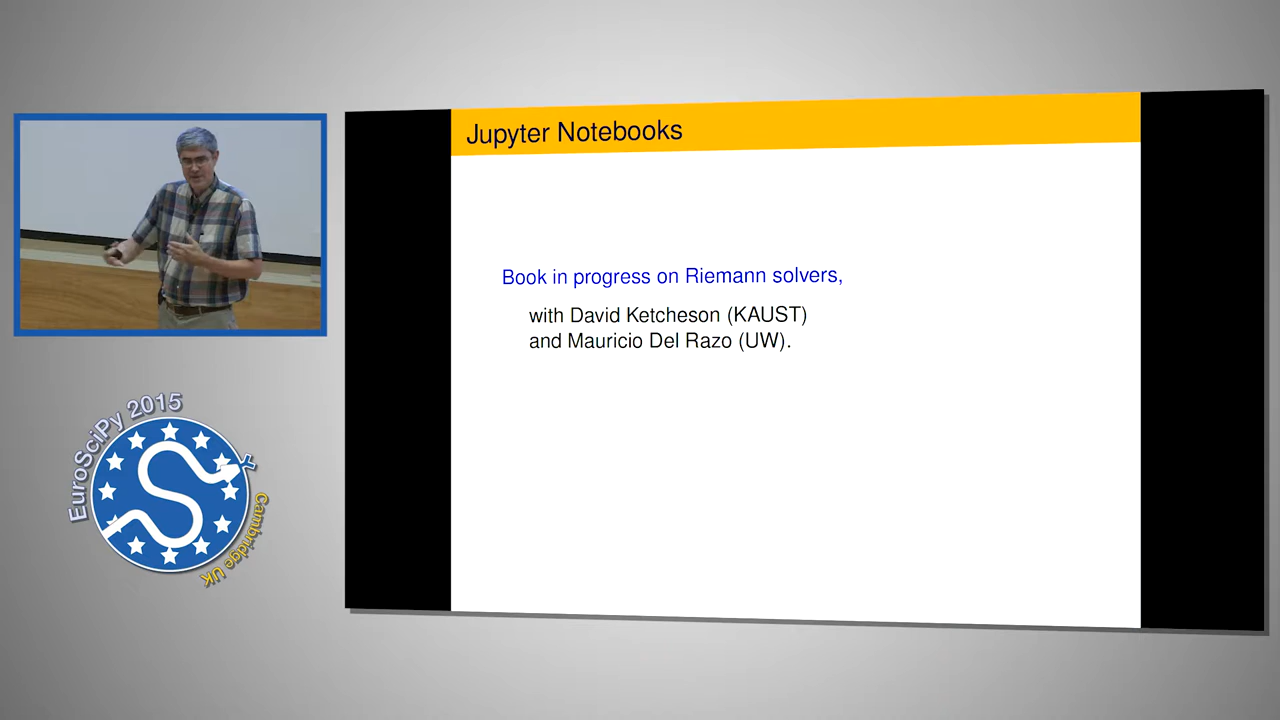 Jupyter Notebooks
Book in progress on Riemann solvers,
with David Ketcheson (KAUST)
and Mauricio Del Razo (UW).
EuroSciPy 2015
Cambridge UK